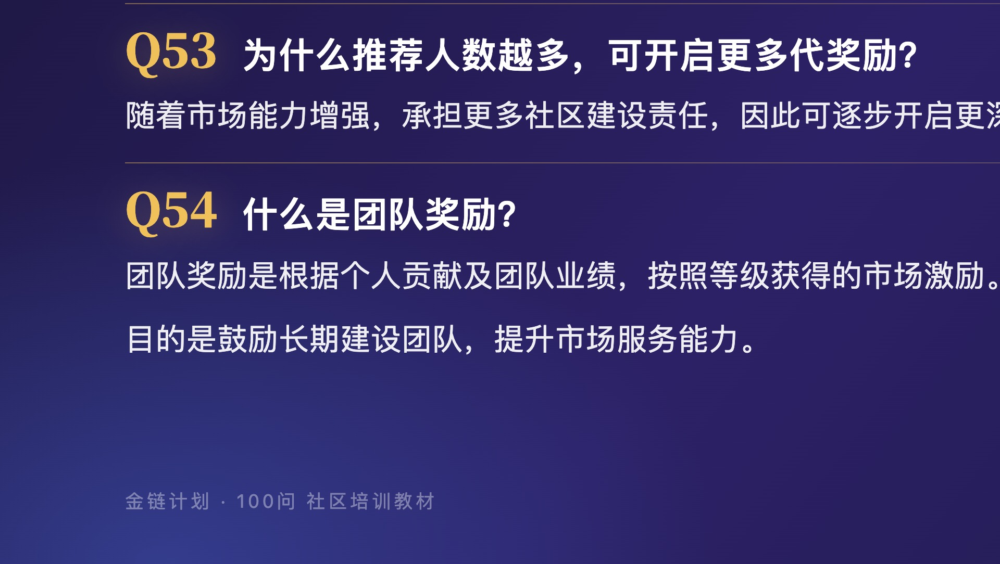 Q53 为什么推荐人数越多，可开启更多代奖励?
随着市场能力增强，承担更多社区建设责任，因此可逐步开启更深
Q54 什么是团队奖励?
团队奖励是根据个人贡献及团队业绩，按照等级获得的市场激励。
目的是鼓励长期建设团队，提升市场服务能力。
金链计划 · 100问 社区培训教材